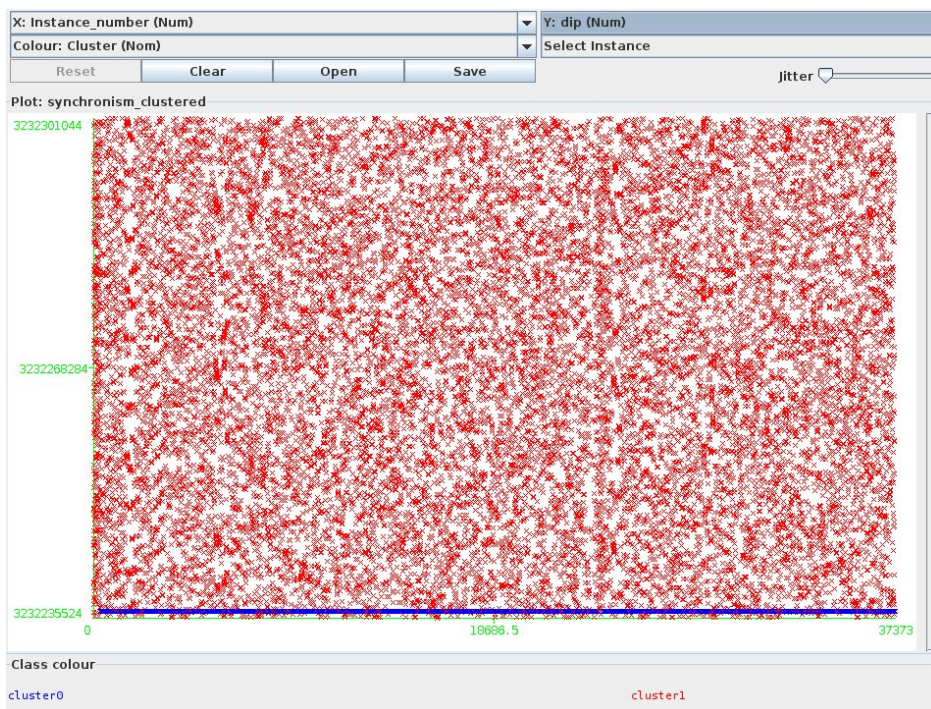 X: Instance_number (Num) Y: dip (Num)
Colour: Cluster (Nom) Select Instance
Reset Clear Open Save Jitter
Plot: synchronism_clustered
3232301044
3232268284
3232235524
0 18686.5 37373
Class colour
cluster0 cluster1